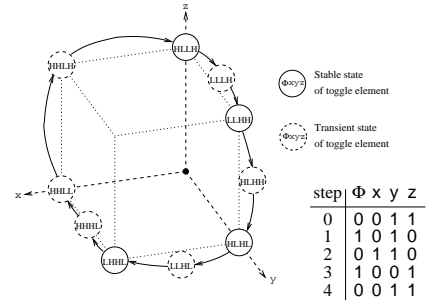 z
HLLH
HHLH
LLLH
Φxyz
Stable state
of toggle element
LLHH
Φxyz
Transient state
of toggle element
HLHH
x
HHLL
step Φ x y z
HHHL
0 0 0 1 1
HLHL
1 1 0 1 0
LHHL
LLHL
2 0 1 1 0
3 1 0 0 1
y
4 0 0 1 1